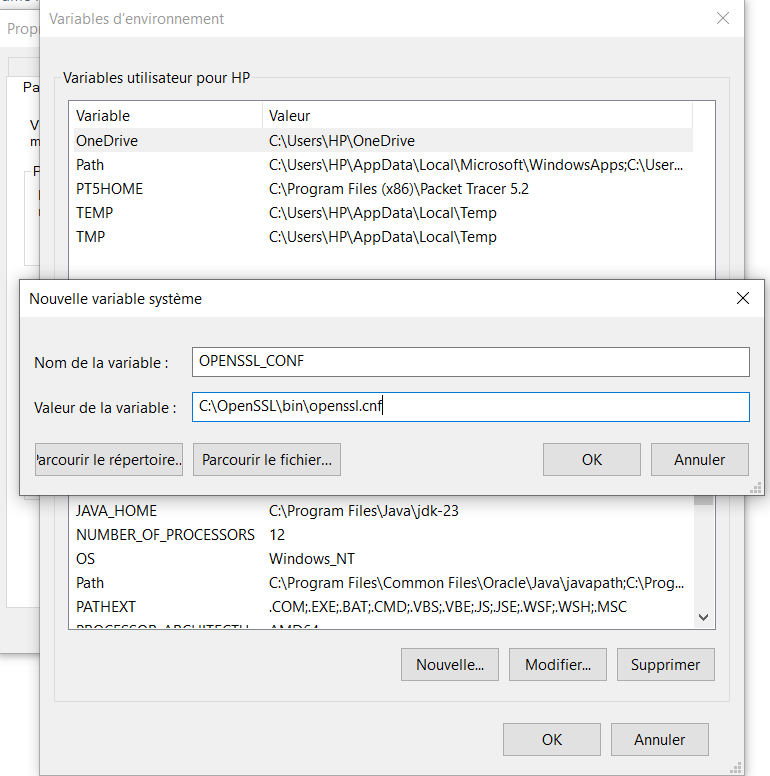 Variables d'environnement
Propr
Variables utilisateur pour HP
Pa
Variable Valeur
OneDrive C:\Users\HP\OneDrive
Path C:\Users\HP\AppData\Local\Microsoft\WindowsApps;C:\User...
PT5HOME C:\Program Files (x86)\Packet Tracer 5.2
TEMP C:\Users\HP\AppData\Local\Temp
TMP C:\Users\HP\AppData\Local\Temp
Nouvelle variable système
Nom de la variable : OPENSSL_CONF
Valeur de la variable : C:\OpenSSL\bin\openssl.cnf
Parcourir le répertoire... Parcourir le fichier... OK Annuler
JAVA_HOME C:\Program Files\Java\jdk-23
NUMBER_OF_PROCESSORS 12
OS Windows_NT
Path C:\Program Files\Common Files\Oracle\Java\javapath;C:\Prog...
PATHEXT .COM;.EXE;.BAT;.CMD;.VBS;.VBE;.JS;.JSE;.WSF;.WSH;.MSC
PROCESSOR_ARCHITECTU AMD64
Nouvelle... Modifier... Supprimer
OK Annuler